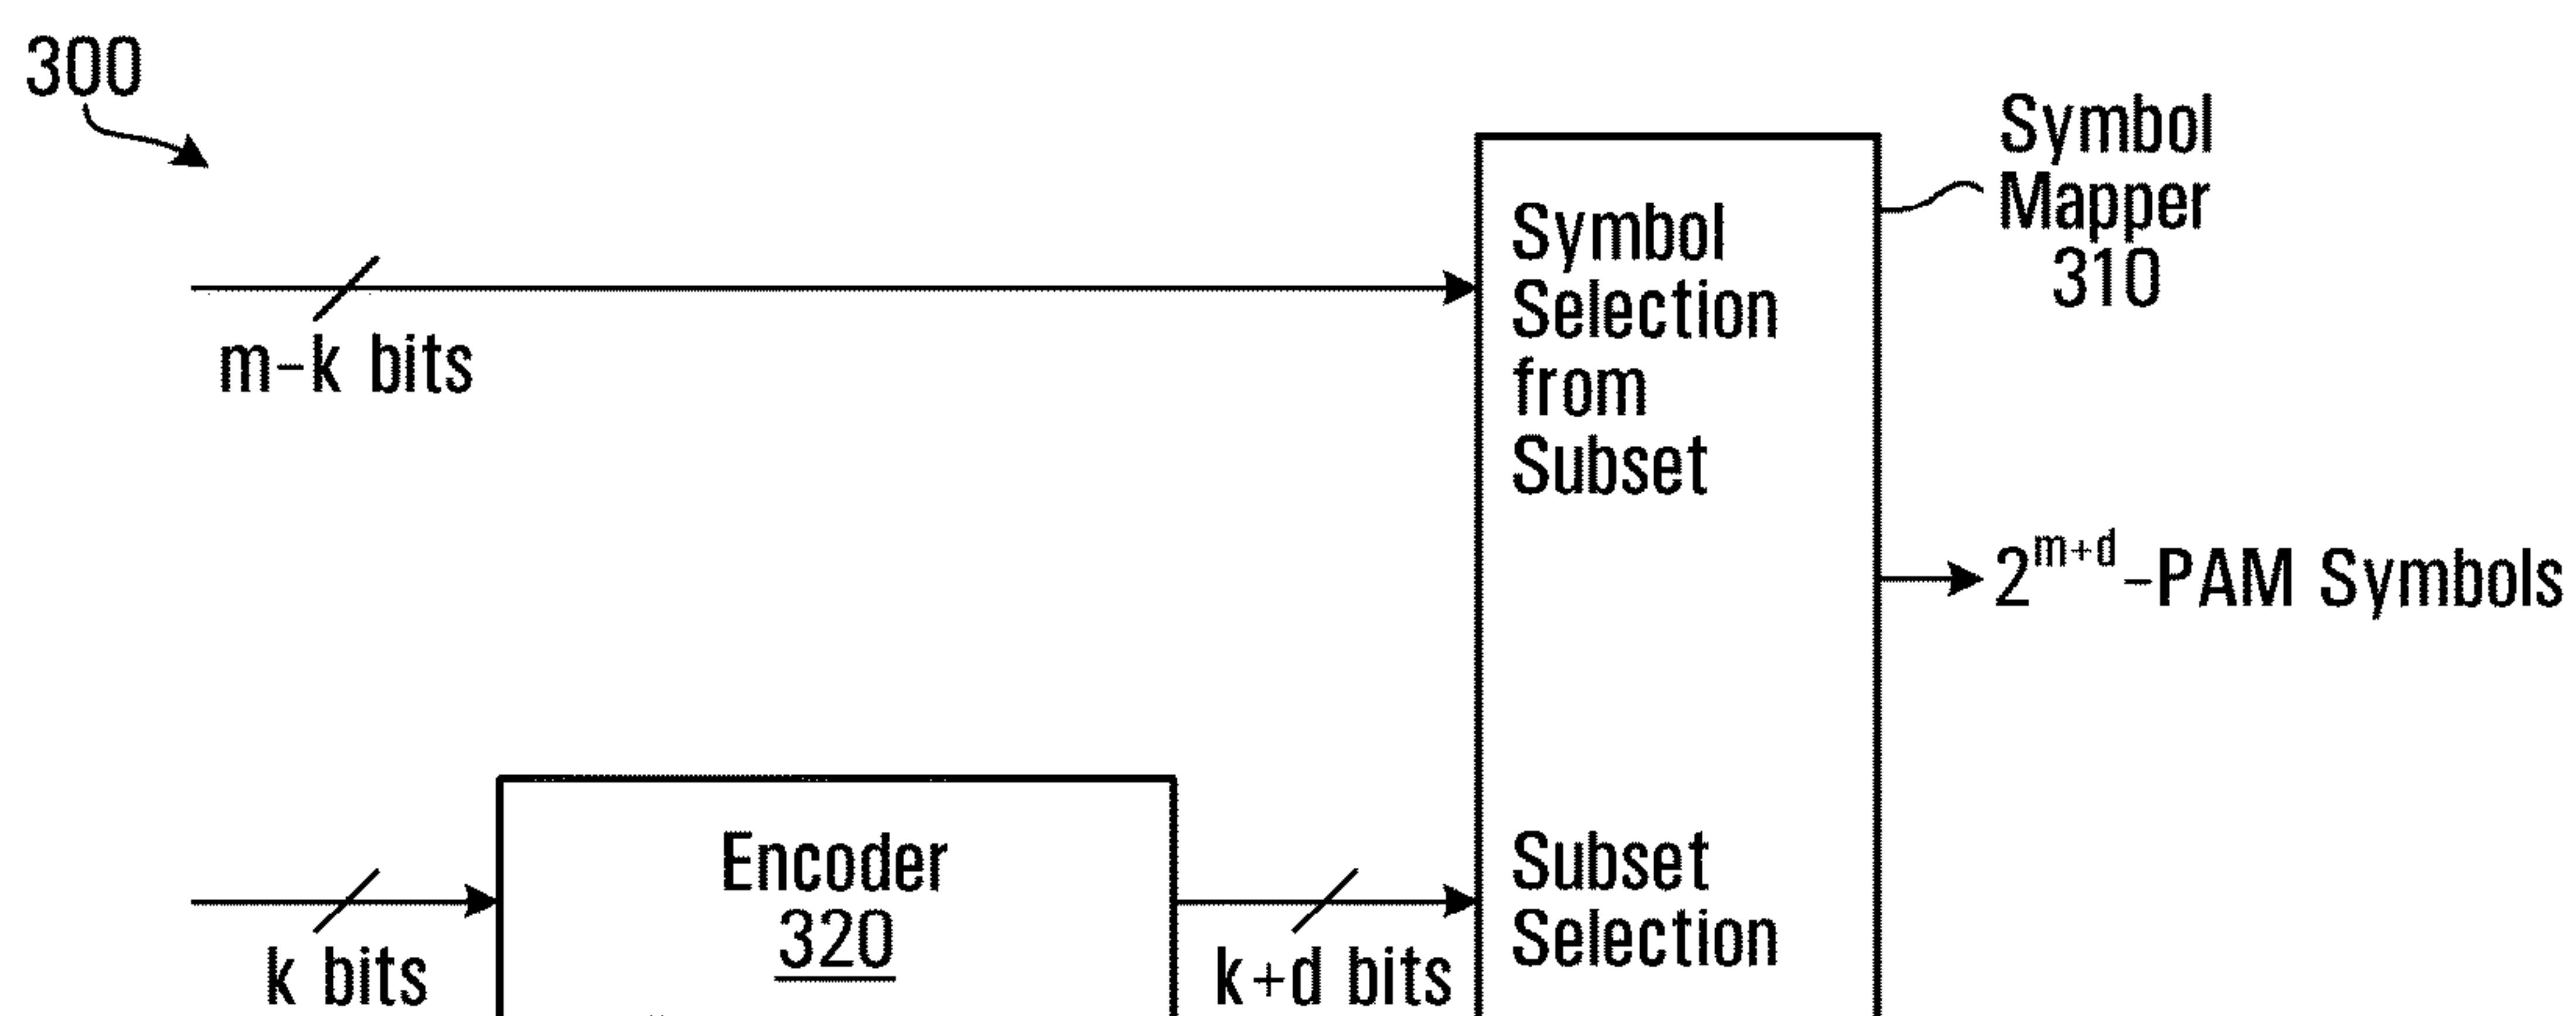 300
Symbol
Mapper
310
Symbol
Selection
from
Subset
m-k bits
2^{m+d}-PAM Symbols
Encoder
320
Subset
Selection
k bits
k+d bits